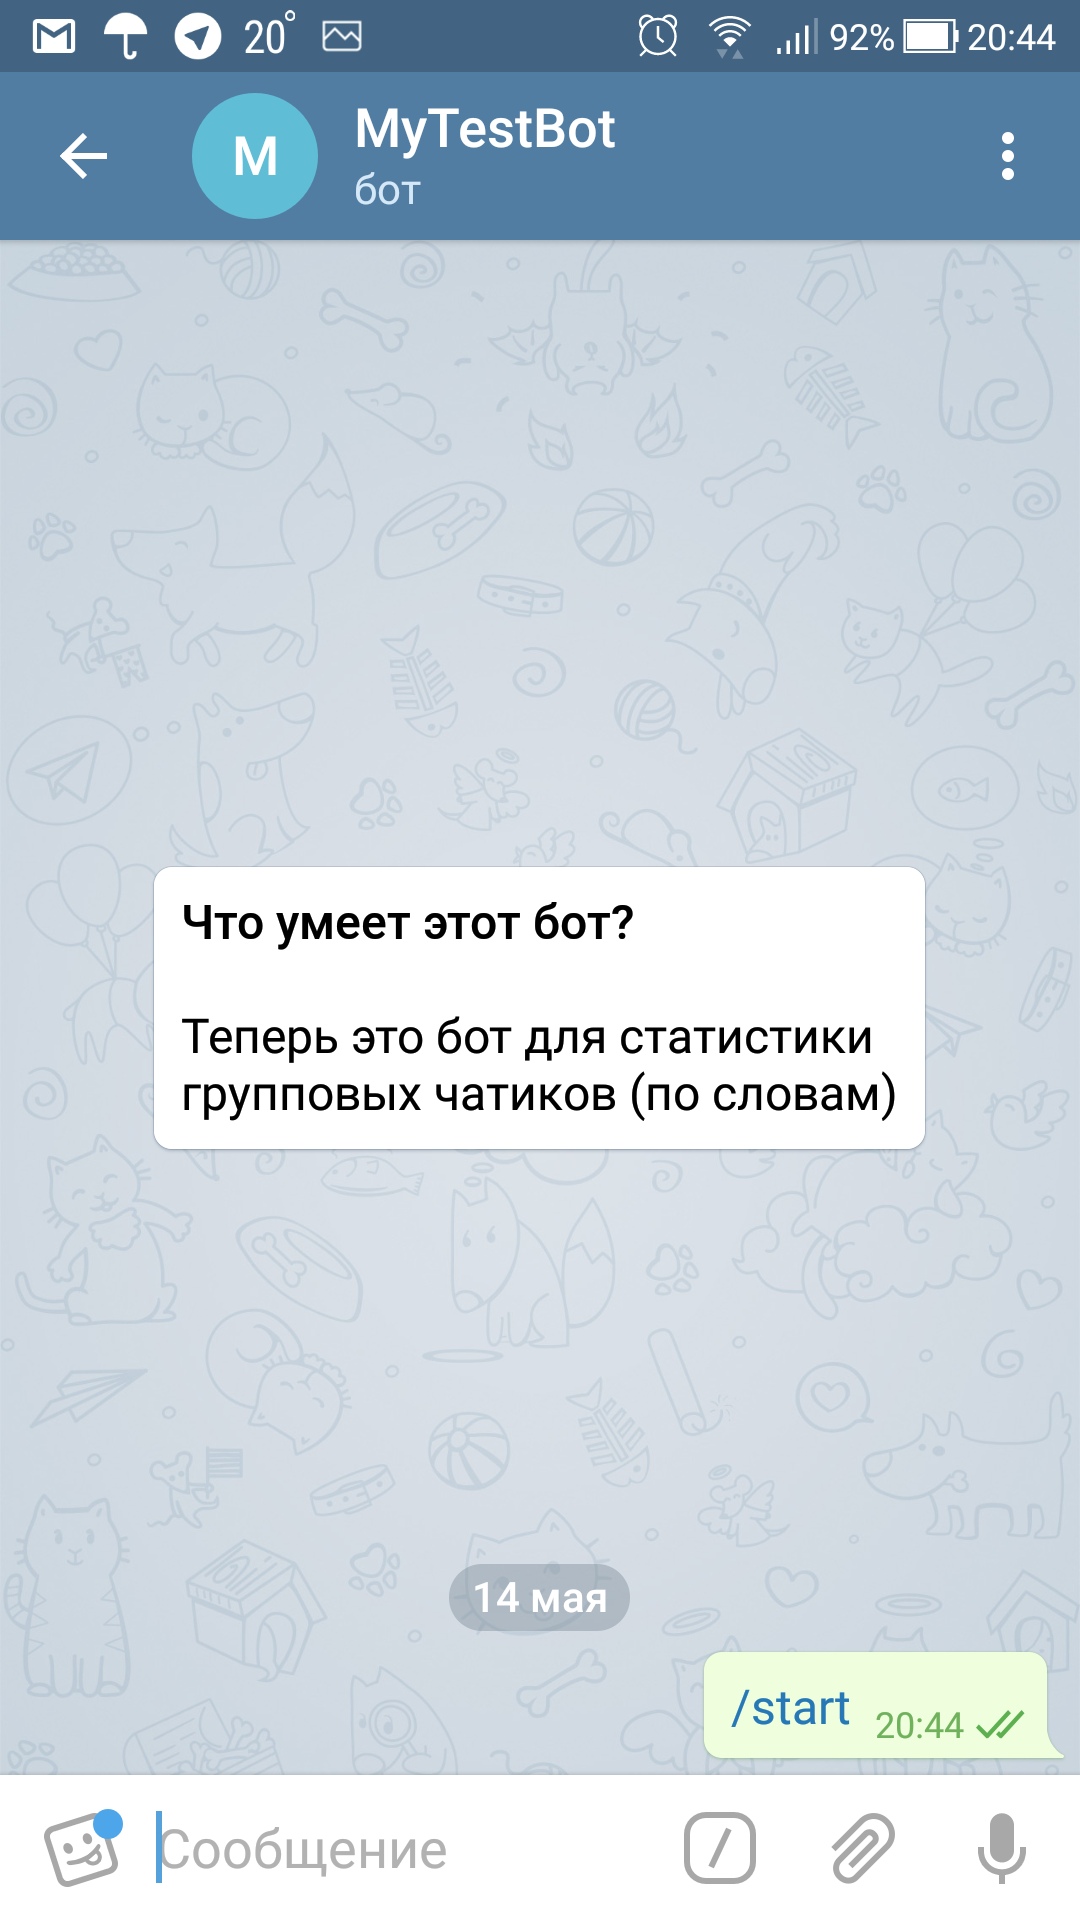 20° 92% 20:44
M
MyTestBot
бот
Что умеет этот бот?
Теперь это бот для статистики
групповых чатиков (по словам)
14 мая
/start 20:44
Сообщение